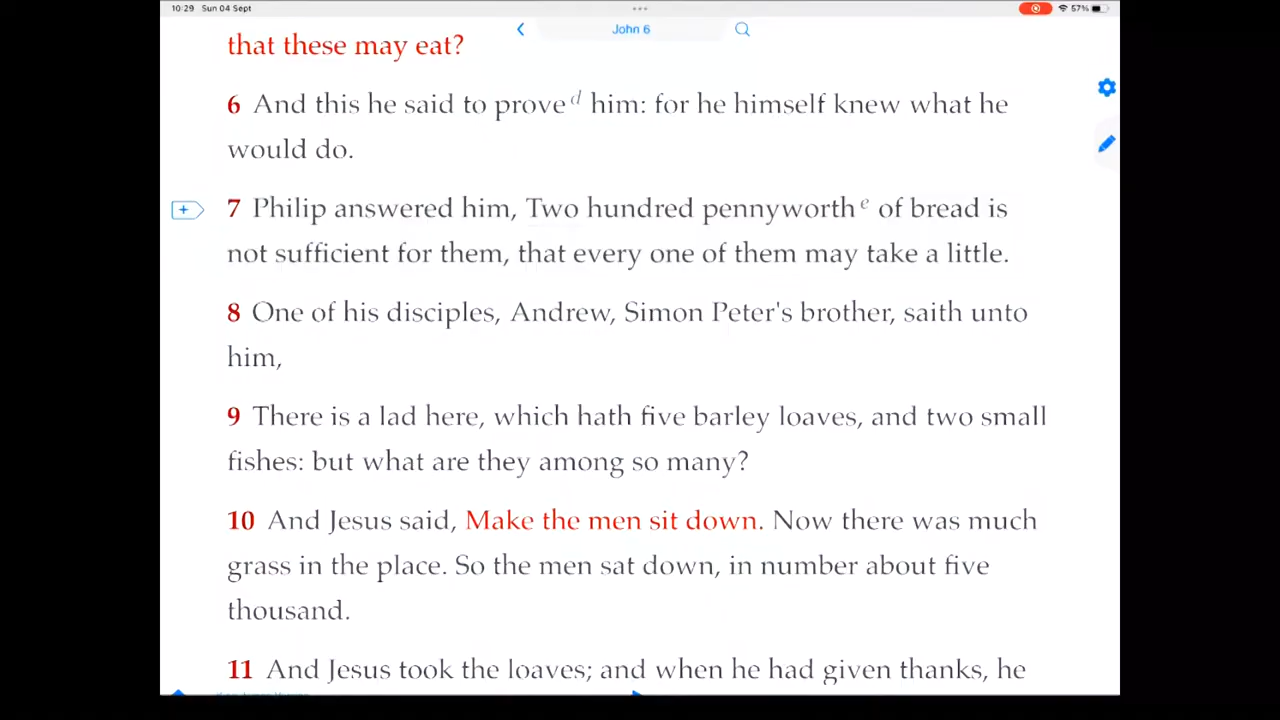 10:29 Sun 04 Sept
57%
John 6
that these may eat?
6 And this he said to prove d him: for he himself knew what he
would do.
7 Philip answered him, Two hundred pennyworth e of bread is
not sufficient for them, that every one of them may take a little.
8 One of his disciples, Andrew, Simon Peter's brother, saith unto
him,
9 There is a lad here, which hath five barley loaves, and two small
fishes: but what are they among so many?
10 And Jesus said, Make the men sit down. Now there was much
grass in the place. So the men sat down, in number about five
thousand.
11 And Jesus took the loaves; and when he had given thanks, he